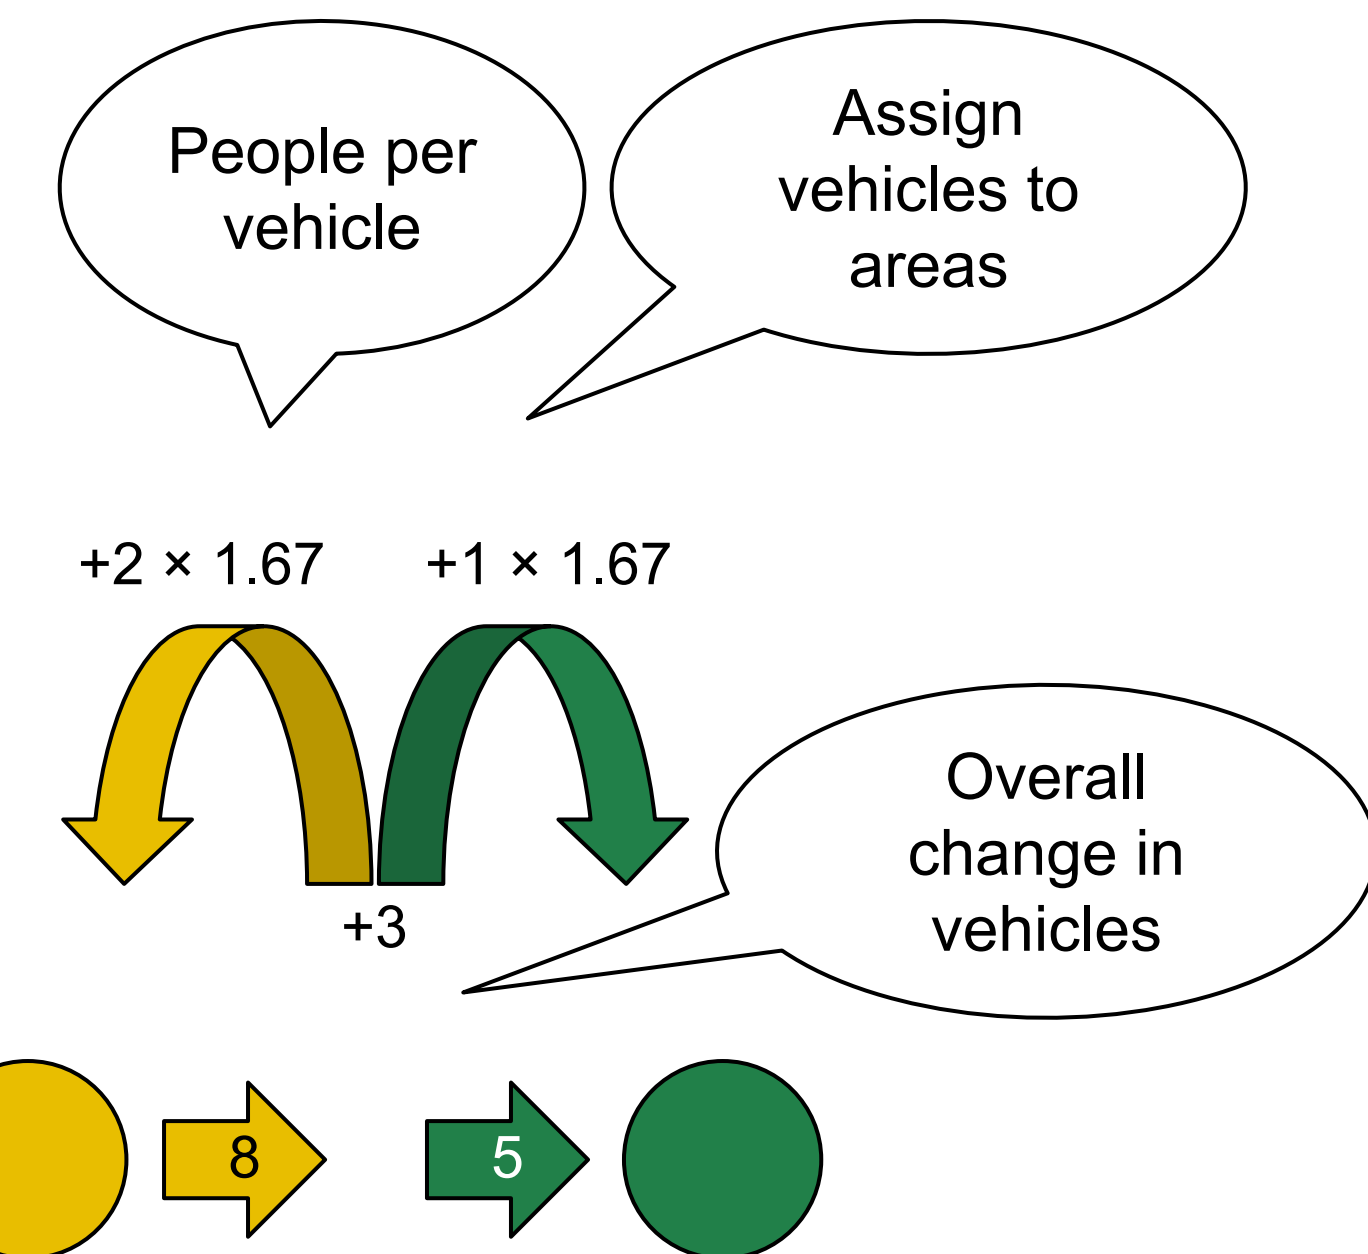 People per
vehicle
Assign
vehicles to
areas
+2 × 1.67
+1 × 1.67
Overall
change in
vehicles
+3
8
5